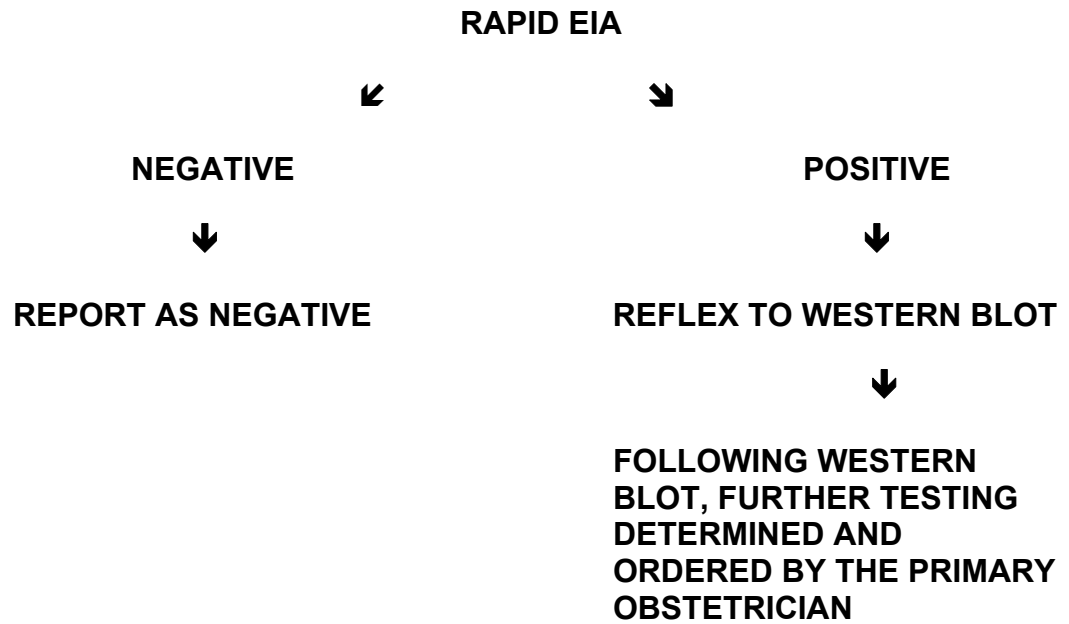 RAPID EIA
NEGATIVE
POSITIVE
REPORT AS NEGATIVE
REFLEX TO WESTERN BLOT
FOLLOWING WESTERN
BLOT, FURTHER TESTING
DETERMINED AND
ORDERED BY THE PRIMARY
OBSTETRICIAN